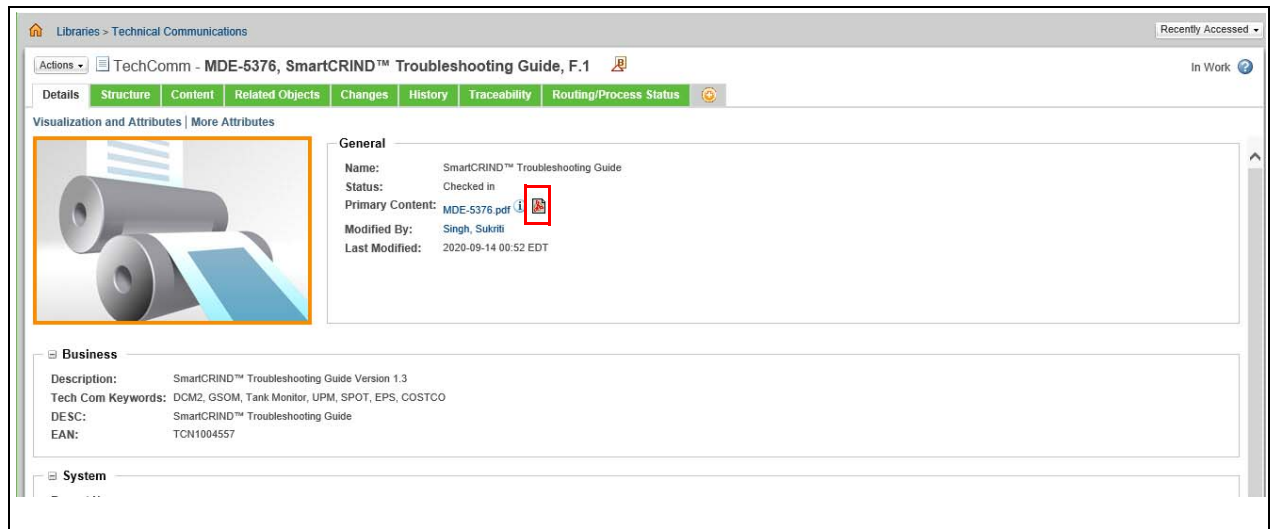 Libraries > Technical Communications
Recently Accessed
Actions
TechComm - MDE-5376, SmartCRIND™ Troubleshooting Guide, F.1
In Work
Details Structure Content Related Objects Changes History Traceability Routing/Process Status
Visualization and Attributes | More Attributes
General
Name: SmartCRIND™ Troubleshooting Guide
Status: Checked in
Primary Content: MDE-5376.pdf
Modified By: Singh, Sukriti
Last Modified: 2020-09-14 00:52 EDT
Business
Description: SmartCRIND™ Troubleshooting Guide Version 1.3
Tech Com Keywords: DCM2, GSOM, Tank Monitor, UPM, SPOT, EPS, COSTCO
DESC: SmartCRIND™ Troubleshooting Guide
EAN: TCN1004557
System